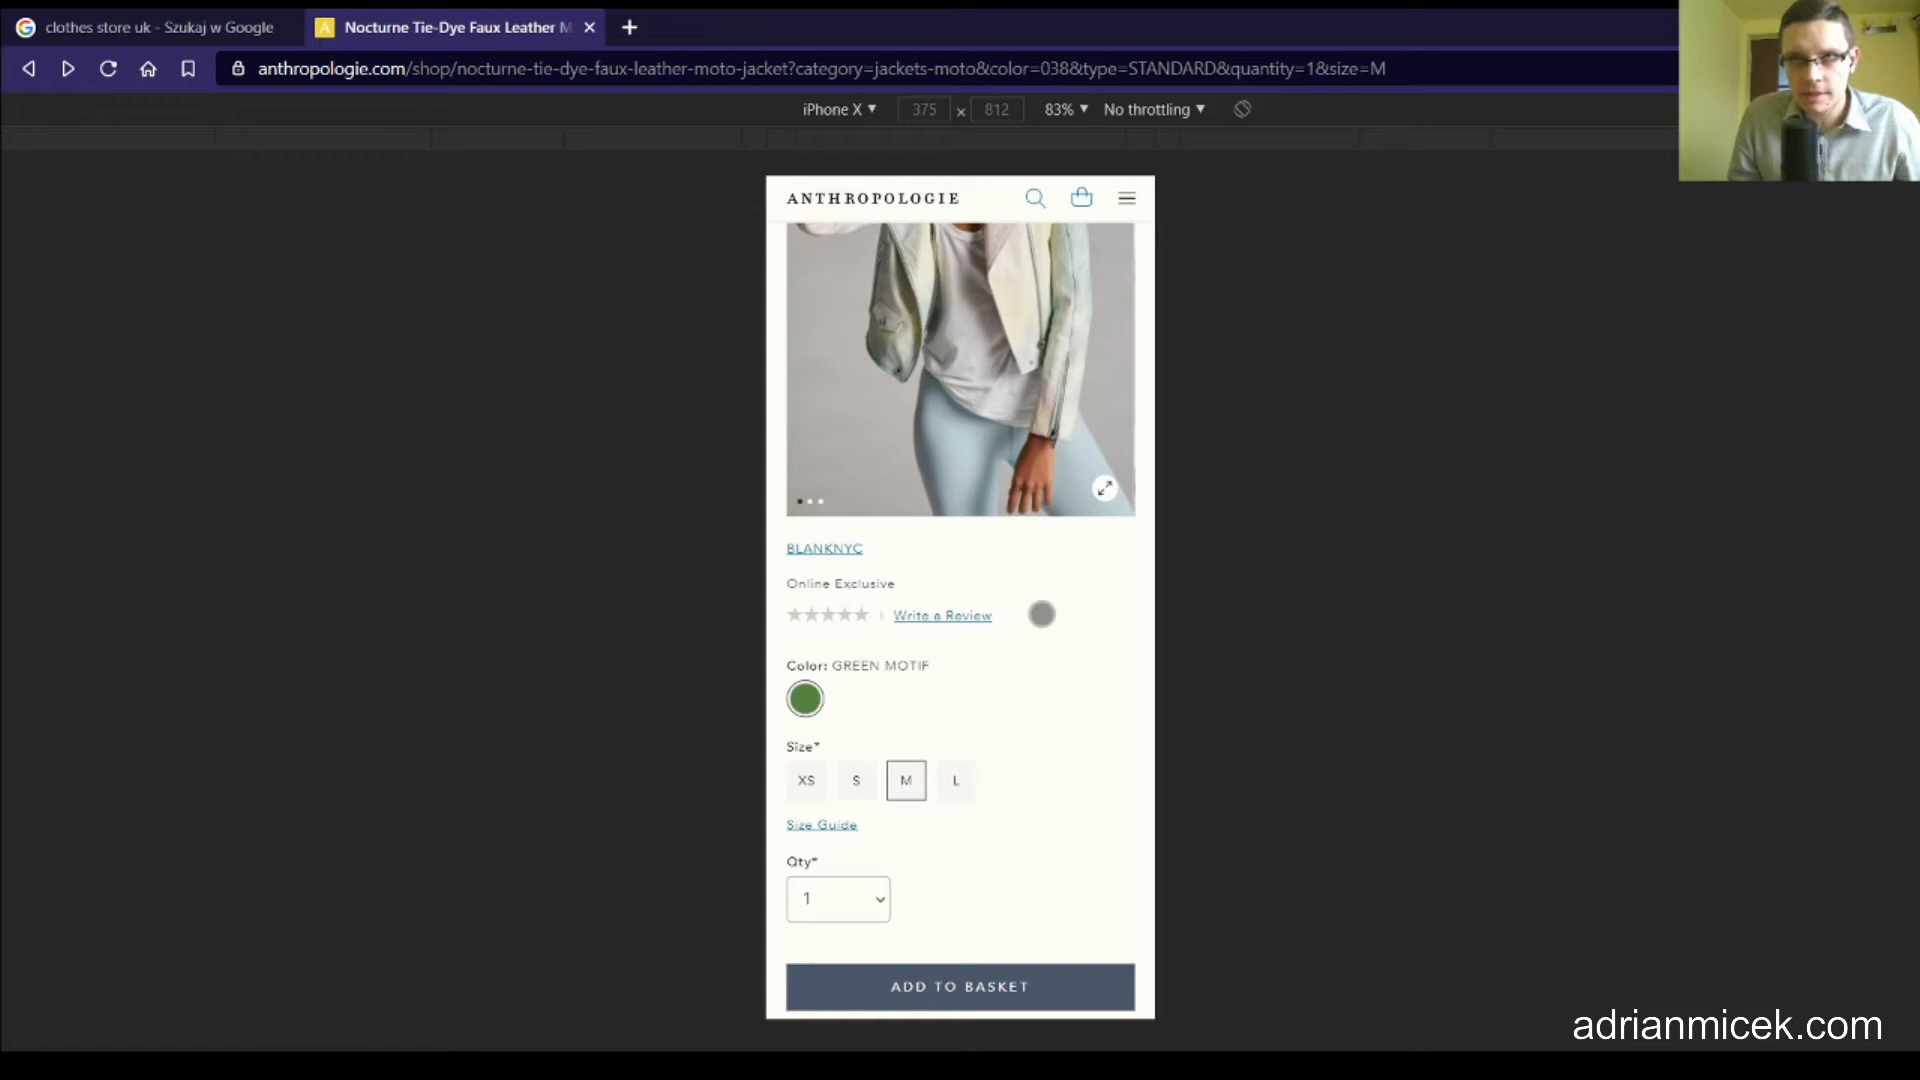 clothes store uk - Szukaj w Google
Nocturne Tie-Dye Faux Leather M
anthropologie.com/shop/nocturne-tie-dye-faux-leather-moto-jacket?category=jackets-moto&color=038&type=STANDARD&quantity=1&size=M
iPhone X 375 x 812 83% No throttling
ANTHROPOLOGIE
BLANKNYC
Online Exclusive
Write a Review
Color: GREEN MOTIF
Size*
XS S M L
Size Guide
Qty*
1
ADD TO BASKET
adrianmicek.com